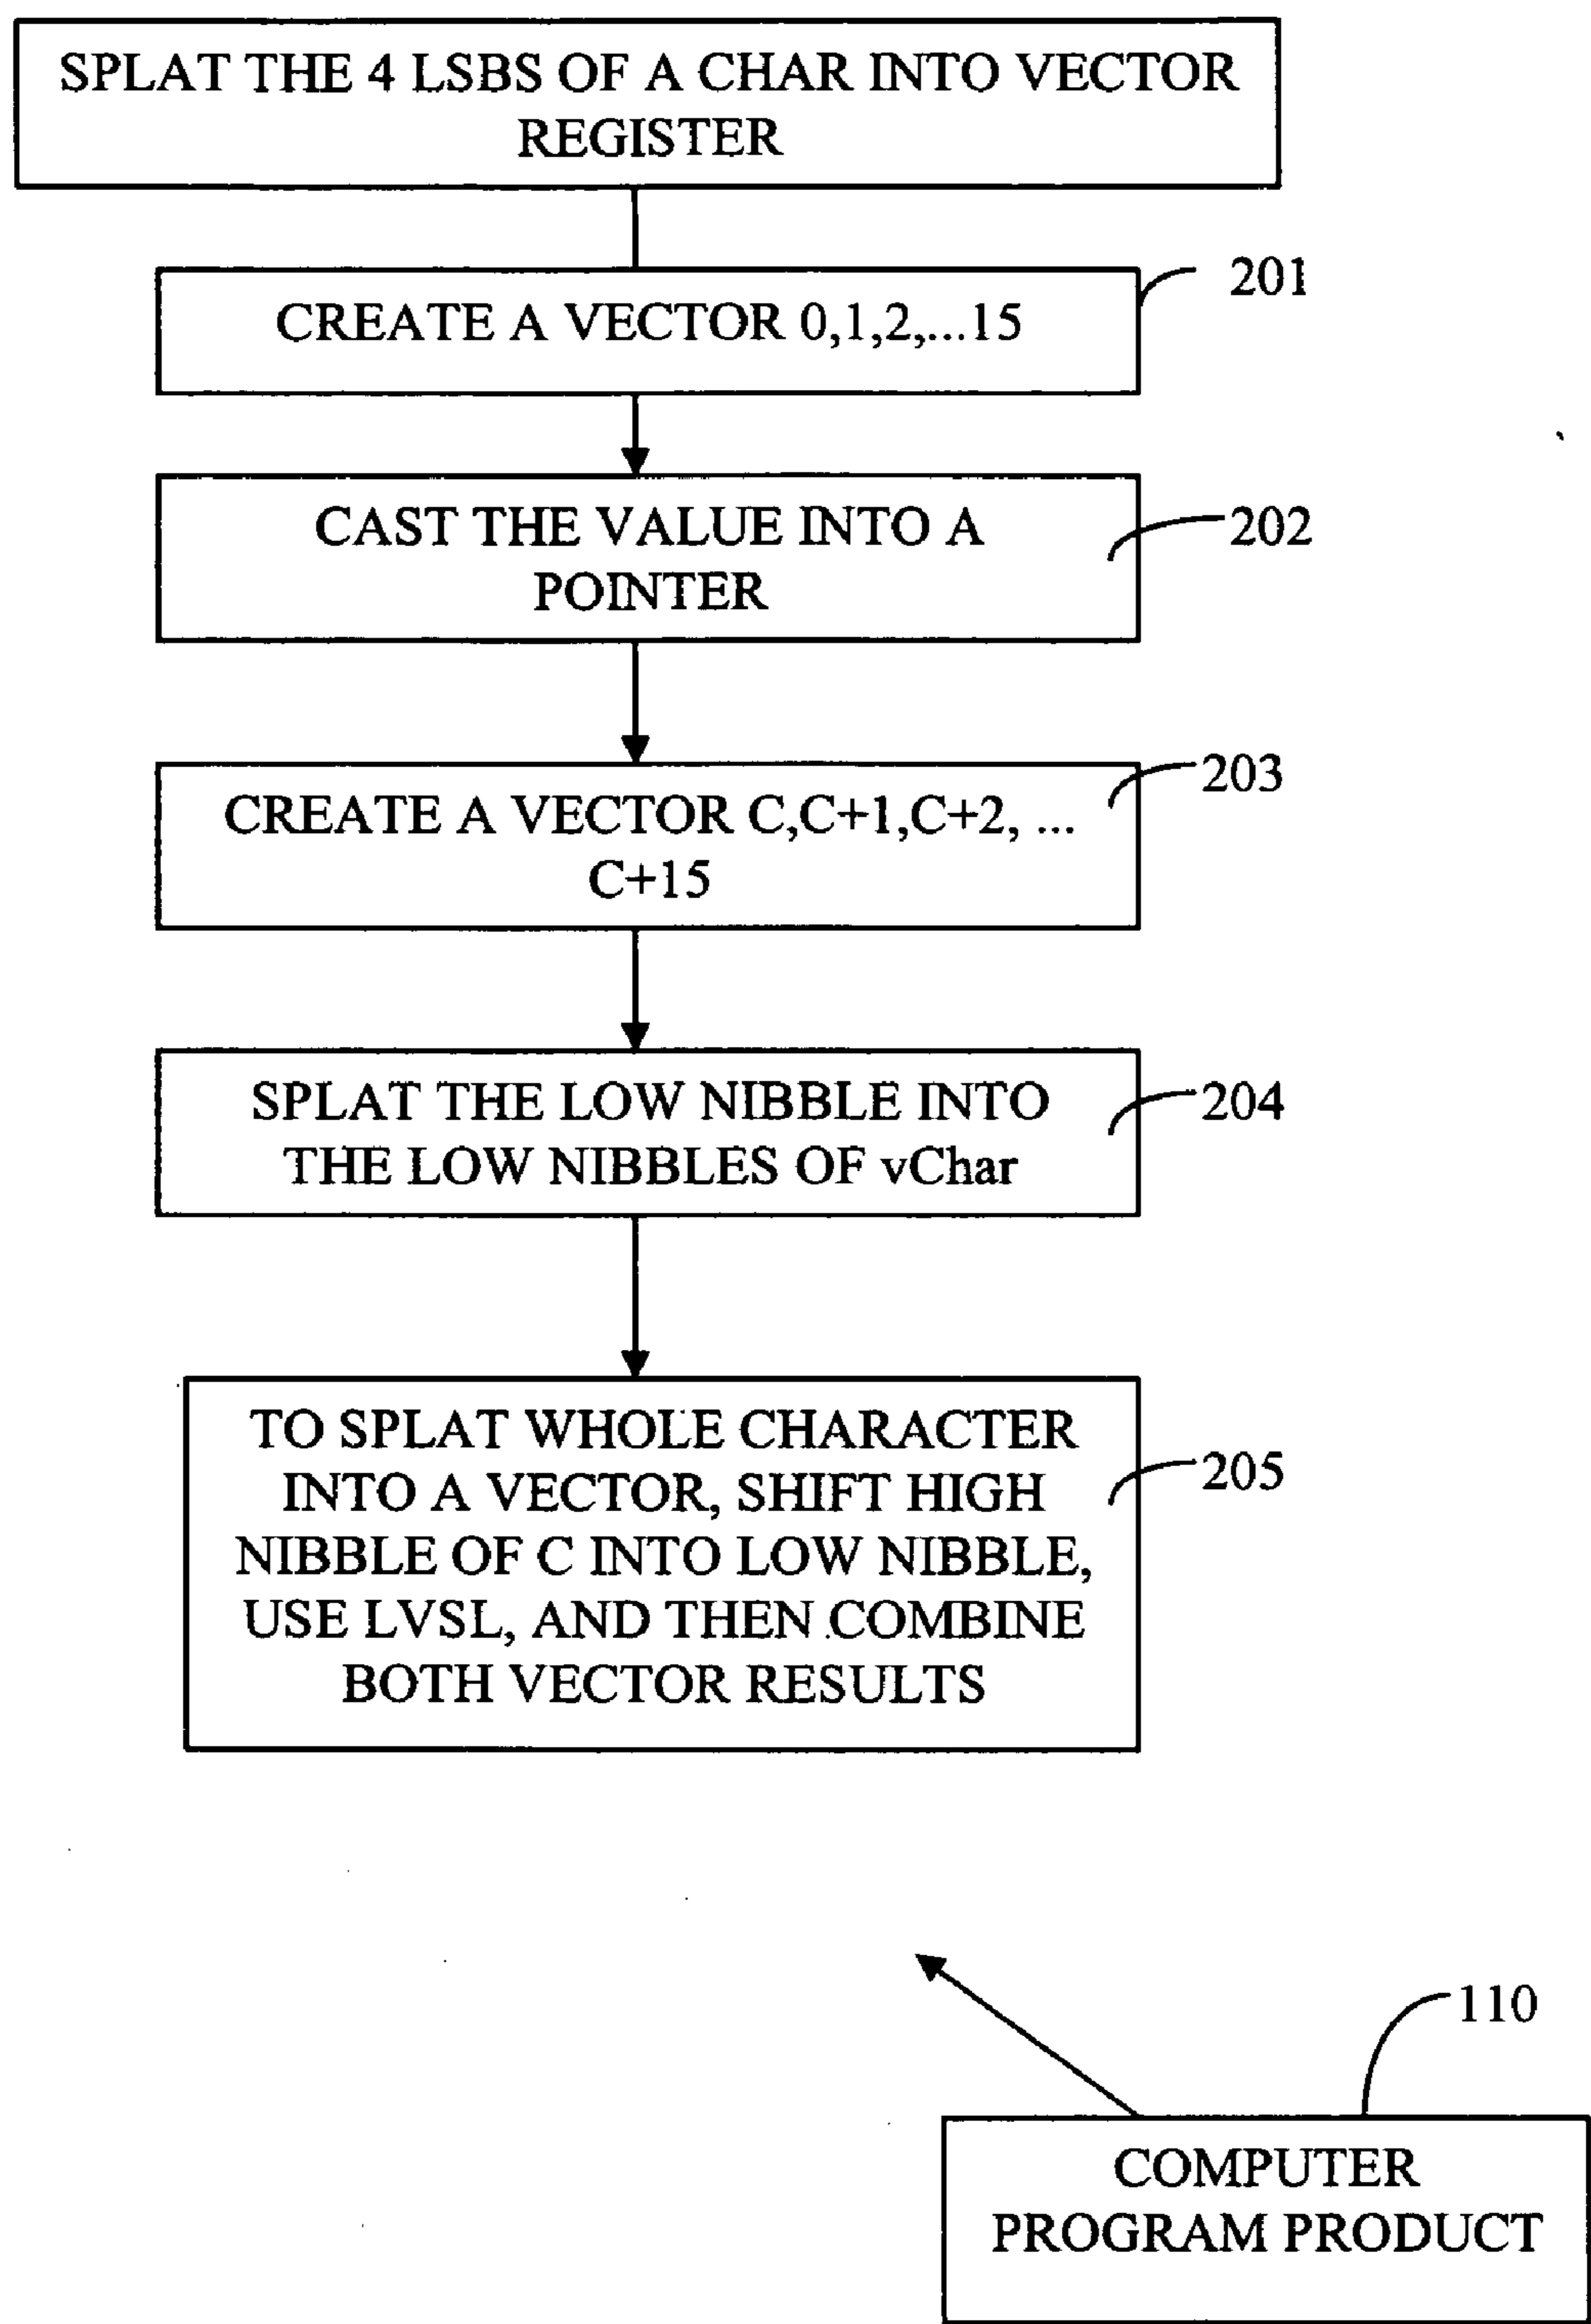 SPLAT THE 4 LSBS OF A CHAR INTO VECTOR
REGISTER
201
CREATE A VECTOR 0,1,2,...15
202
CAST THE VALUE INTO A
POINTER
203
CREATE A VECTOR C,C+1,C+2, ...
C+15
204
SPLAT THE LOW NIBBLE INTO
THE LOW NIBBLES OF vChar
TO SPLAT WHOLE CHARACTER
205
INTO A VECTOR, SHIFT HIGH
NIBBLE OF C INTO LOW NIBBLE,
USE LVSL, AND THEN COMBINE
BOTH VECTOR RESULTS
110
COMPUTER
PROGRAM PRODUCT